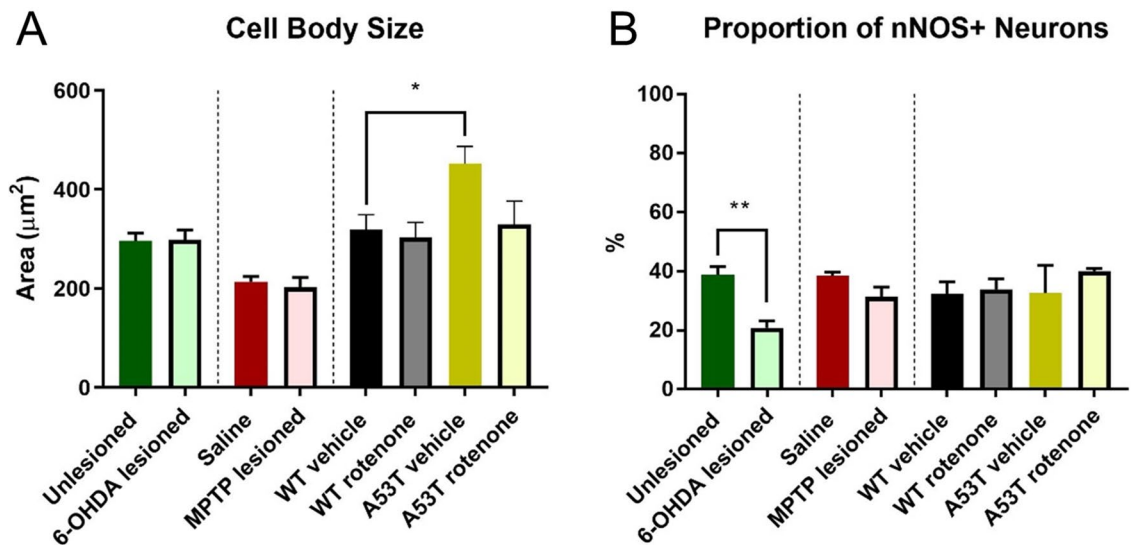 A
Cell Body Size
Area (μm²)
600
400
200
0
*
Unlesioned
6-OHDA lesioned
Saline
MPTP lesioned
WT vehicle
WT rotenone
A53T vehicle
A53T rotenone
B
Proportion of nNOS+ Neurons
%
100
80
60
40
20
0
**
Unlesioned
6-OHDA lesioned
Saline
MPTP lesioned
WT vehicle
WT rotenone
A53T vehicle
A53T rotenone